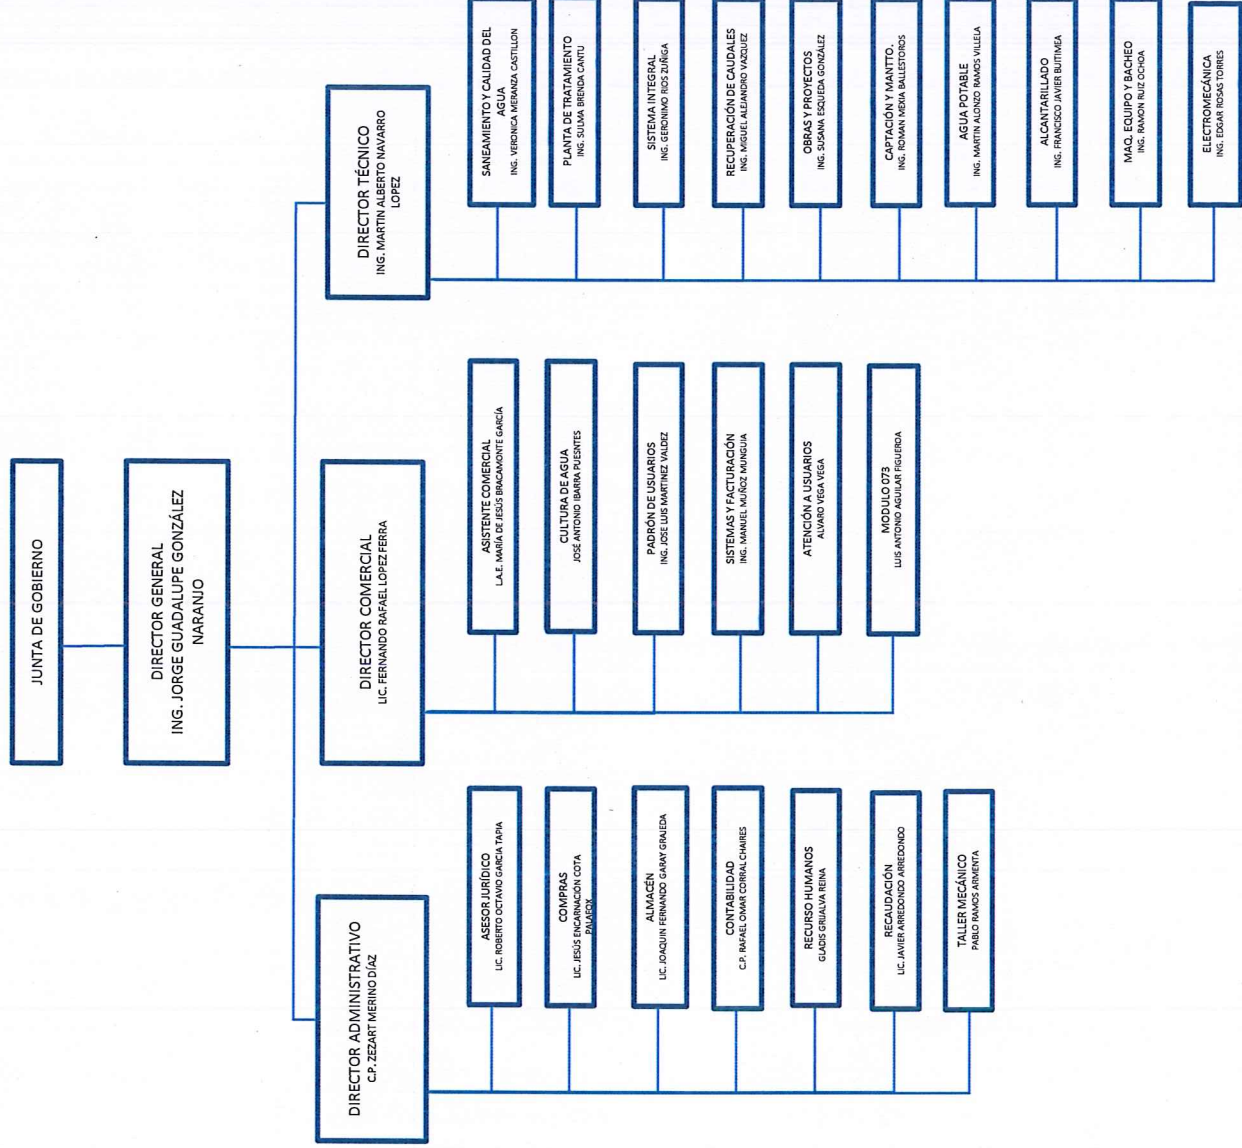 JUNTA DE GOBIERNO
DIRECTOR GENERAL
ING. JORGE GUADALUPE GONZÁLEZ
NARANJO
DIRECTOR ADMINISTRATIVO
C.P. ZEZART MERINO DÍAZ
ASESOR JURÍDICO
LIC. ROBERTO OCTAVIO GARCIA TAPIA
COMPRAS
LIC. JESÚS ENCARNACIÓN COTA
PALAFOX
ALMACÉN
LIC. JOAQUIN FERNANDO GARAY GRAJEDA
CONTABILIDAD
C.P. RAFAEL OMAR CORRAL CHAIRES
RECURSO HUMANOS
GLADIS GRIJALVA REINA
RECAUDACIÓN
LIC. JAVIER ARREDONDO ARREDONDO
TALLER MECÁNICO
PABLO RAMOS ARMENTA
DIRECTOR COMERCIAL
LIC. FERNANDO RAFAEL LOPEZ FERRA
ASISTENTE COMERCIAL
L.A.E. MARÍA DE JESÚS BRACAMONTE GARCÍA
CULTURA DE AGUA
JOSÉ ANTONIO IBARRA PUESNTES
PADRÓN DE USUARIOS
ING. JOSE LUIS MARTINEZ VALDEZ
SISTEMAS Y FACTURACIÓN
ING. MANUEL MUÑOZ MUNGUIA
ATENCIÓN A USUARIOS
ALVARO VEGA VEGA
MODULO 073
LUIS ANTONIO AGUILAR FIGUEROA
DIRECTOR TÉCNICO
ING. MARTIN ALBERTO NAVARRO
LOPEZ
SANEAMIENTO Y CALIDAD DEL
AGUA
ING. VERONICA MERANZA CASTILLON
PLANTA DE TRATAMIENTO
ING. SULMA BRENDA CANTU
SISTEMA INTEGRAL
ING. GERONIMO RIOS ZUÑIGA
RECUPERACIÓN DE CAUDALES
ING. MIGUEL ALEJANDRO VAZQUEZ
OBRAS Y PROYECTOS
ING. SUSANA ESQUEDA GONZÁLEZ
CAPTACIÓN Y MANTTO.
ING. ROMAN MEXIA BALLESTOROS
AGUA POTABLE
ING. MARTIN ALONZO RAMOS VILLELA
ALCANTARILLADO
ING. FRANCISCO JAVIER BUITIMEA
MAQ. EQUIPO Y BACHEO
ING. RAMON RUIZ OCHOA
ELECTROMECÁNICA
ING. EDGAR ROSAS TORRES